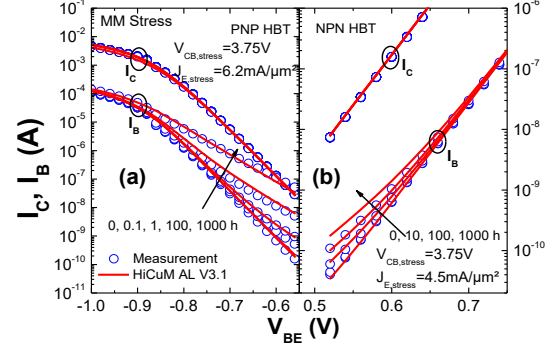 MM Stress
PNP HBT
V_CB,stress=3.75V
J_E,stress=6.2mA/µm²
I_C
I_B
(a)
0, 0.1, 1, 100, 1000 h
Measurement
HiCuM AL V3.1
NPN HBT
I_C
I_B
(b)
0, 10, 100, 1000 h
V_CB,stress=3.75V
J_E,stress=4.5mA/µm²
I_C, I_B (A)
10⁻¹
10⁻²
10⁻³
10⁻⁴
10⁻⁵
10⁻⁶
10⁻⁷
10⁻⁸
10⁻⁹
10⁻¹⁰
10⁻¹¹
10⁻⁶
10⁻⁷
10⁻⁸
10⁻⁹
10⁻¹⁰
-1.0 -0.9 -0.8 -0.7 -0.6 0.5 0.6 0.7
V_BE (V)